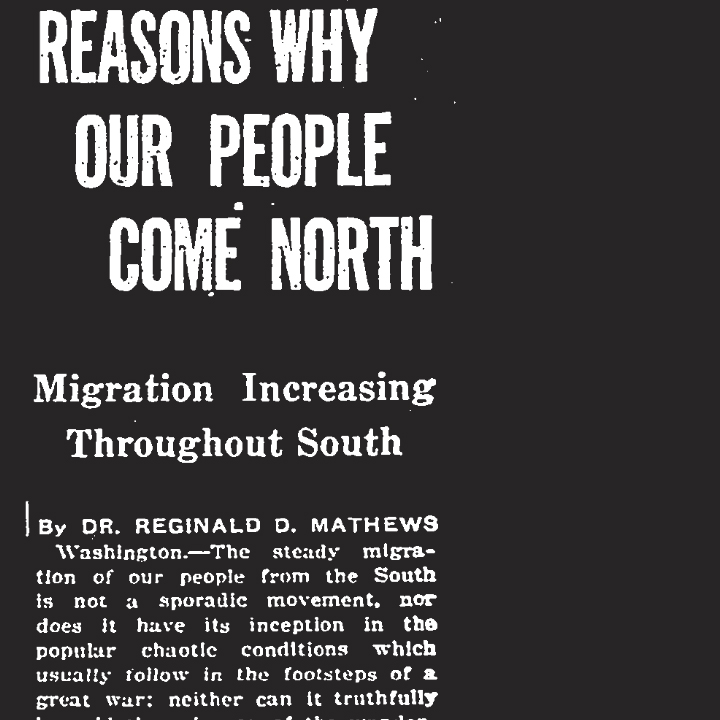 REASONS WHY
OUR PEOPLE
COME NORTH
Migration Increasing
Throughout South
By DR. REGINALD D. MATHEWS
Washington.—The steady migra-
tion of our people from the South
is not a sporadic movement, nor
does it have its inception in the
popular chaotic conditions which
usually follow in the footsteps of a
great war; neither can it truthfully